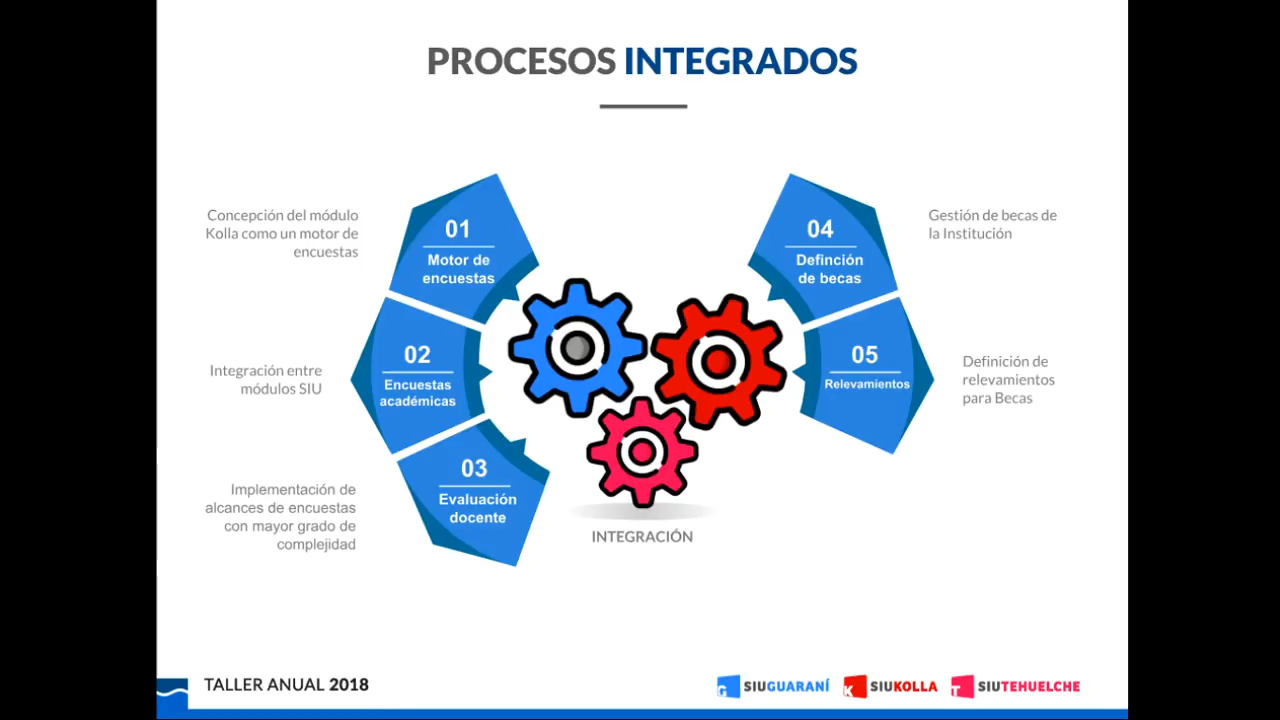 PROCESOS INTEGRADOS
Concepción del módulo
Kolla como un motor de
encuestas
01
Motor de
encuestas
Integración entre
módulos SIU
02
Encuestas
académicas
Implementación de
alcances de encuestas
con mayor grado de
complejidad
03
Evaluación
docente
04
Definción
de becas
Gestión de becas de
la Institución
05
Relevamientos
Definición de
relevamientos
para Becas
INTEGRACIÓN
TALLER ANUAL 2018
G SIUGUARANÍ
K SIUKOLLA
T SIUTEHUELCHE